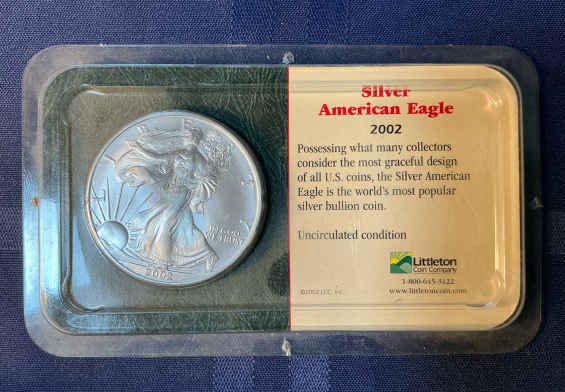 LIBERTY
IN GOD
WE TRUST
2002
Silver
American Eagle
2002
Possessing what many collectors
consider the most graceful design
of all U.S. coins, the Silver American
Eagle is the world's most popular
silver bullion coin.
Uncirculated condition
Littleton
Coin Company
1-800-645-3122
www.littletoncoin.com
©2002 LCC, Inc.